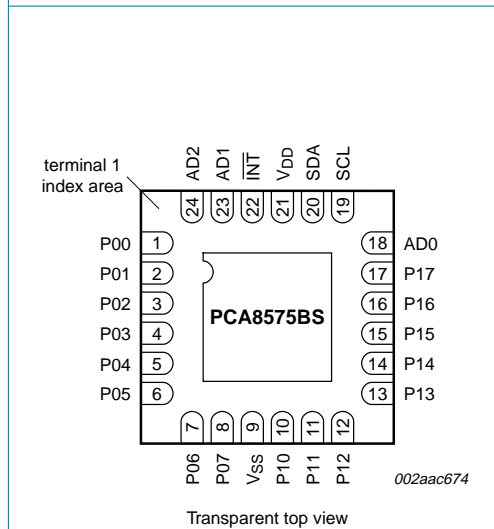 AD2 AD1 INT VDD SDA SCL
terminal 1
index area
24 23 22 21 20 19
P00 1 18 AD0
P01 2 17 P17
P02 3 16 P16
PCA8575BS
P03 4 15 P15
P04 5 14 P14
P05 6 13 P13
7 8 9 10 11 12
P06 P07 VSS P10 P11 P12
002aac674
Transparent top view